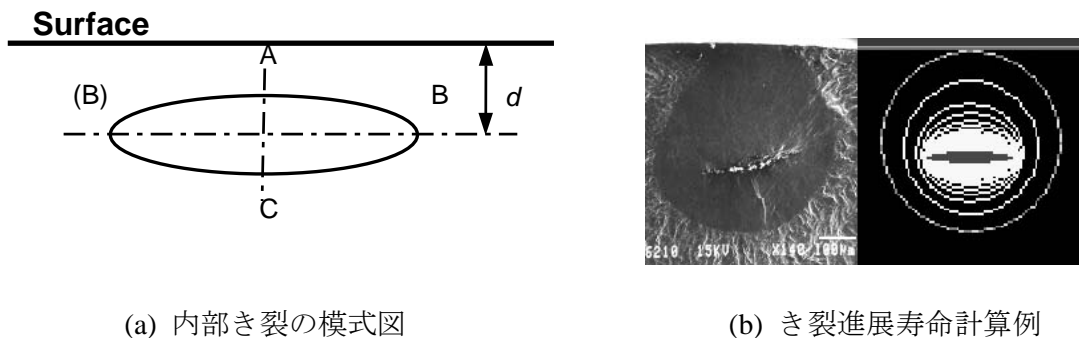 Surface
A
(B)
B
d
C
6210 15KV X140 100μm
(a) 内部き裂の模式図
(b) き裂進展寿命計算例